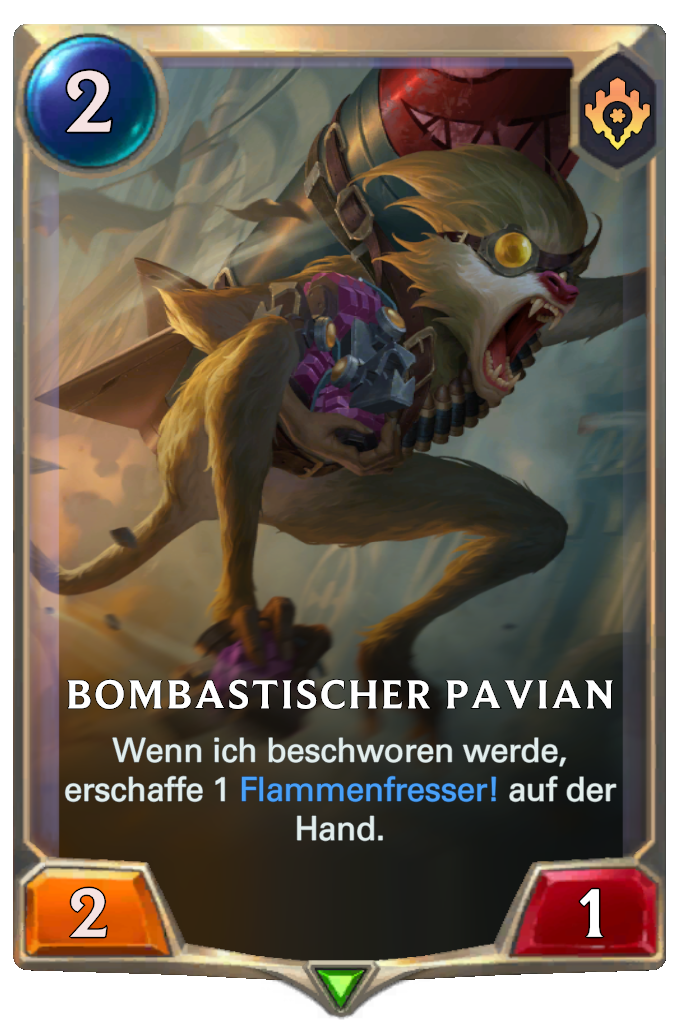 2
BOMBASTISCHER PAVIAN
Wenn ich beschworen werde,
erschaffe 1 Flammenfresser! auf der
Hand.
2
1